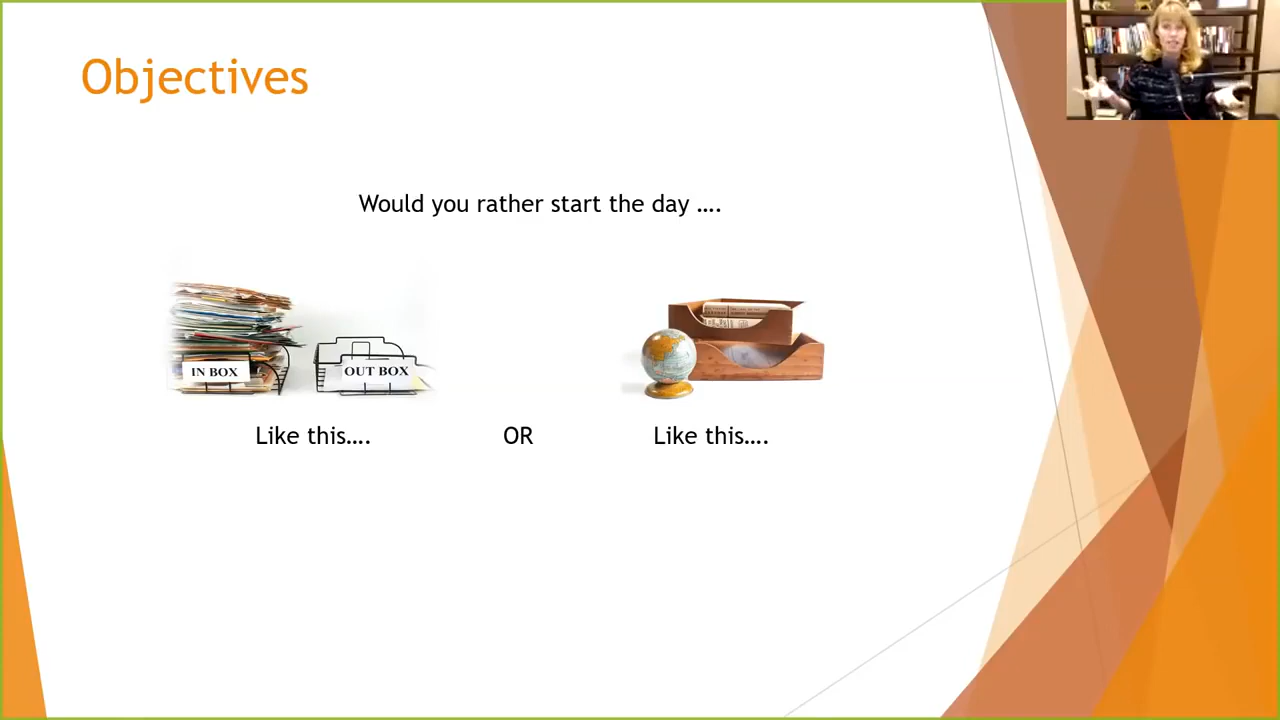 Objectives
Would you rather start the day ….
IN BOX
OUT BOX
Like this….
OR
Like this….